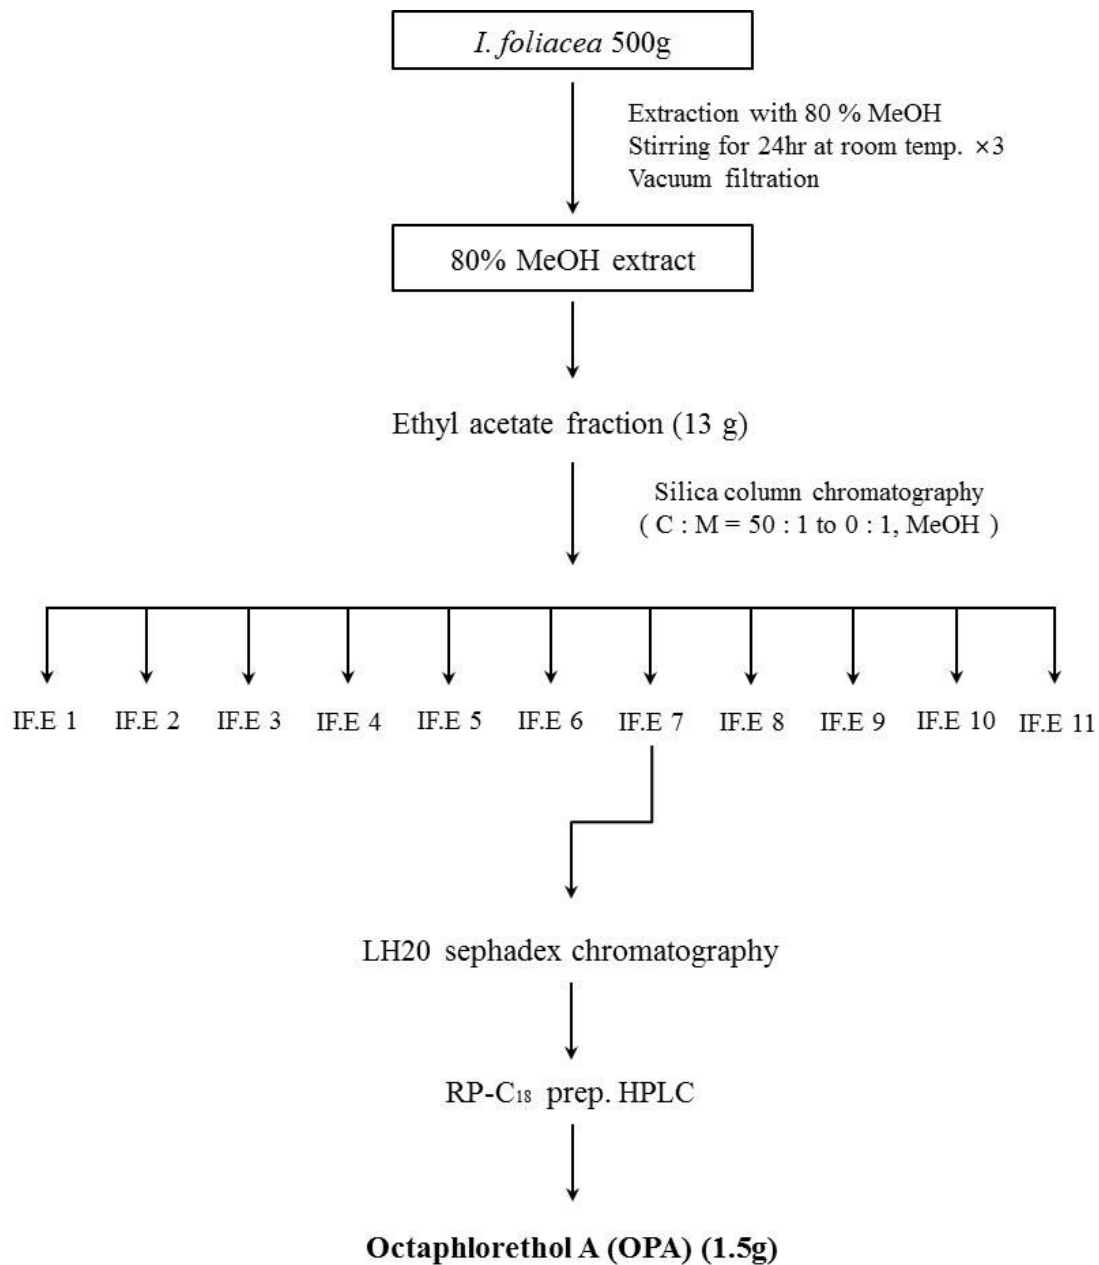 I. foliacea 500g
Extraction with 80 % MeOH
Stirring for 24hr at room temp. ×3
Vacuum filtration
80% MeOH extract
Ethyl acetate fraction (13 g)
Silica column chromatography
( C : M = 50 : 1 to 0 : 1, MeOH )
IF.E 1 IF.E 2 IF.E 3 IF.E 4 IF.E 5 IF.E 6 IF.E 7 IF.E 8 IF.E 9 IF.E 10 IF.E 11
LH20 sephadex chromatography
RP-C₁₈ prep. HPLC
Octaphlorethol A (OPA) (1.5g)